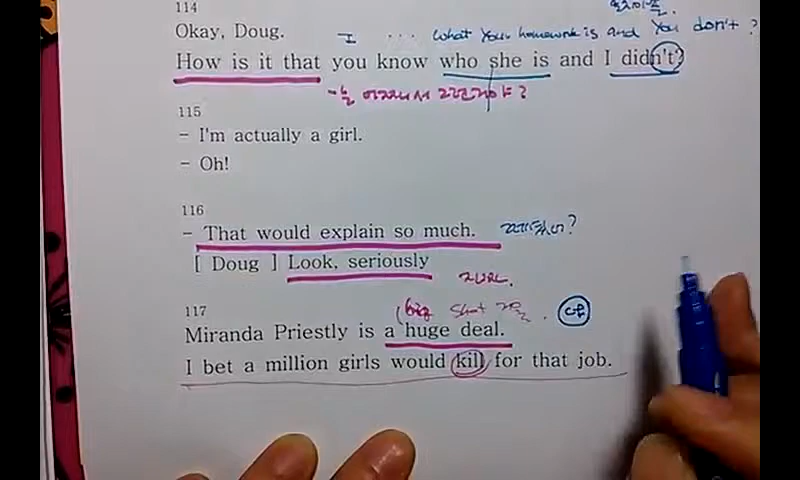 114
Okay, Doug.
I ... what your homework is and you don't?
How is it that you know who she is and I didn't?
115
- I'm actually a girl.
- Oh!
116
- That would explain so much.
[ Doug ] Look, seriously
117
(big shot
Miranda Priestly is a huge deal.
I bet a million girls would kill for that job.